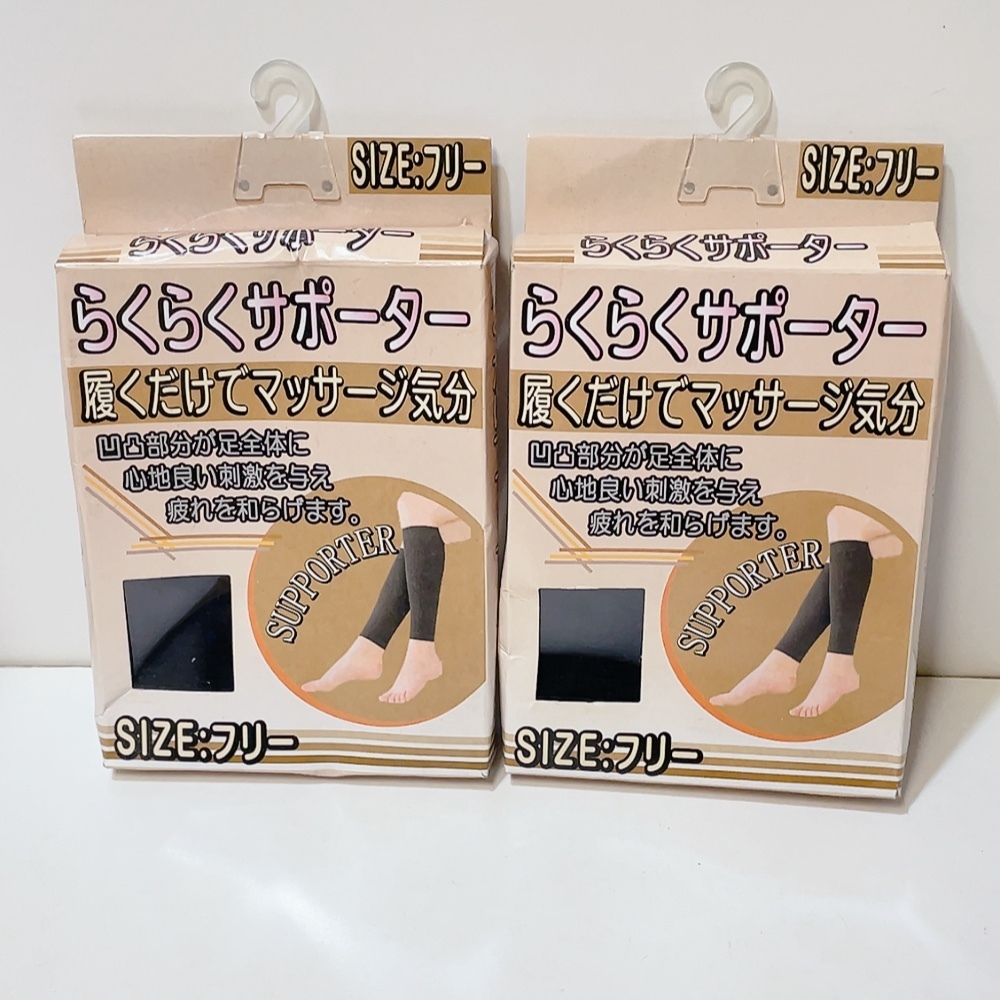 SIZE:フリー
らくらくサポーター
らくらくサポーター
履くだけでマッサージ気分
凹凸部分が足全体に
心地良い刺激を与え
疲れを和らげます。
SUPPORTER
SIZE:フリー
SIZE:フリー
らくらくサポーター
らくらくサポーター
履くだけでマッサージ気分
凹凸部分が足全体に
心地良い刺激を与え
疲れを和らげます。
SUPPORTER
SIZE:フリー